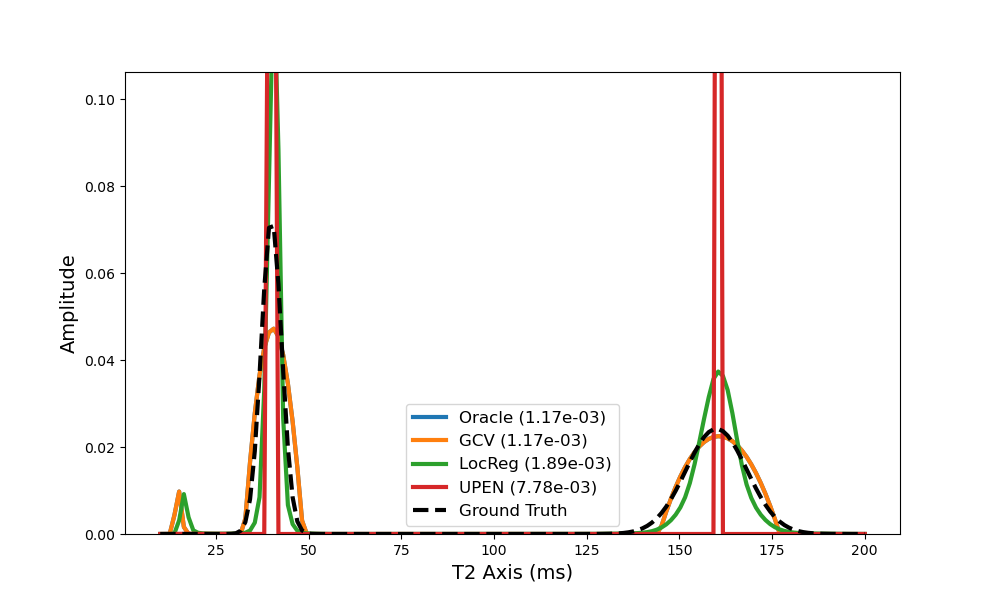 0.10
0.08
0.06
0.04
0.02
0.00
Amplitude
25
50
75
100
125
150
175
200
T2 Axis (ms)
Oracle (1.17e-03)
GCV (1.17e-03)
LocReg (1.89e-03)
UPEN (7.78e-03)
Ground Truth